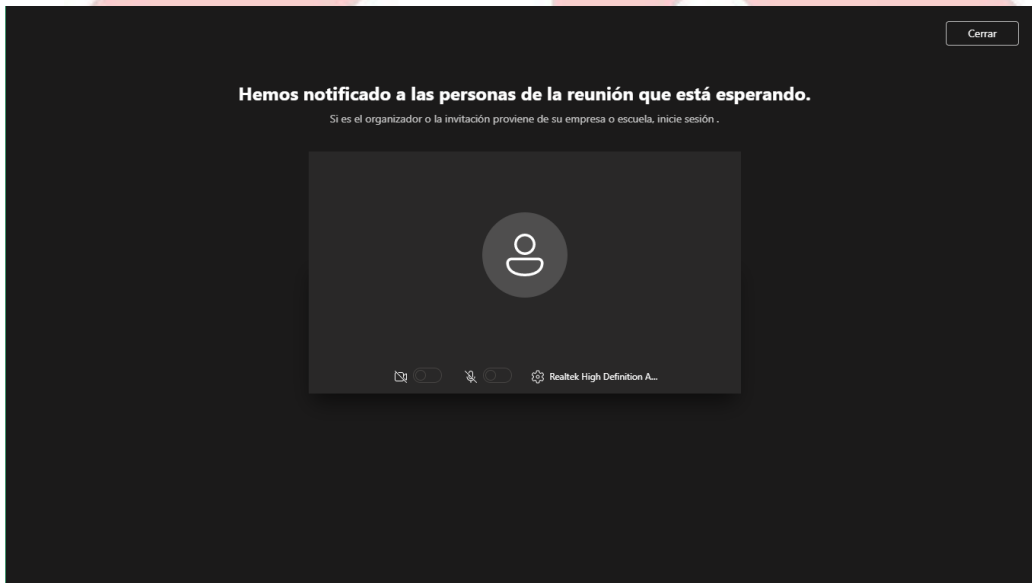 Cerrar
Hemos notificado a las personas de la reunión que está esperando.
Si es el organizador o la invitación proviene de su empresa o escuela, inicie sesión .
Realtek High Definition A...